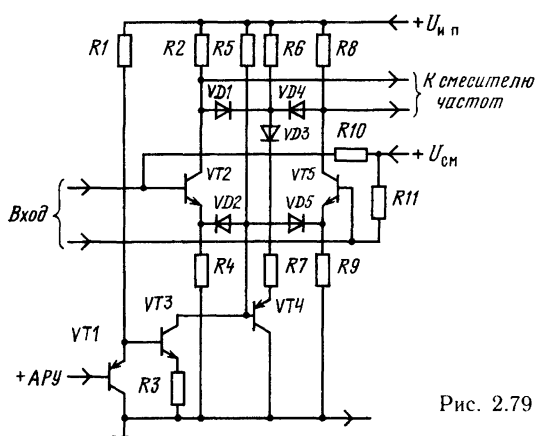 +Uи п
R1
R2
R5
R6
R8
VD1
VD4
К смесителю
частот
VD3
R10
+Uсм
VT2
VT5
R11
Вход
VD2
VD5
R4
R7
R9
VT3
VT4
VT1
R3
+АРУ
Рис. 2.79